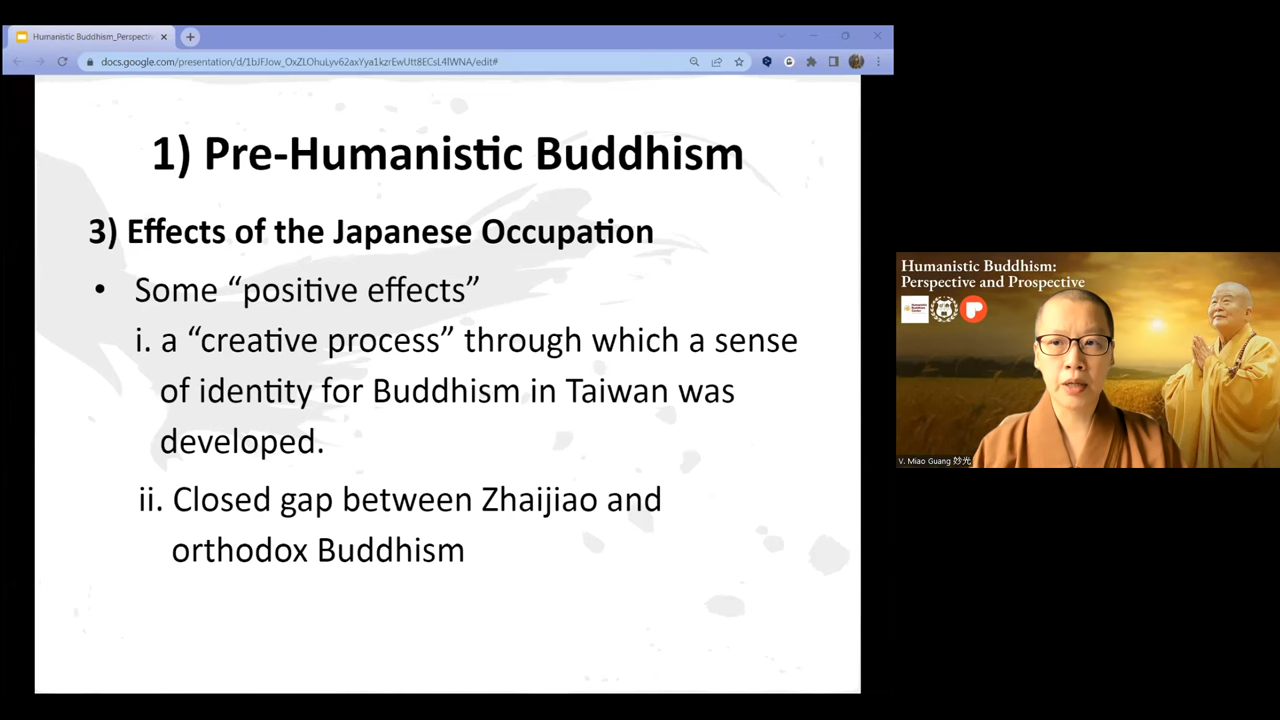 Humanistic Buddhism_Perspectiv
docs.google.com/presentation/d/1bJFJow_OxZLOhuLyv62axYya1kzrEwUtt8ECsL4lWNA/edit#
1) Pre-Humanistic Buddhism
3) Effects of the Japanese Occupation
• Some “positive effects”
i. a “creative process” through which a sense
of identity for Buddhism in Taiwan was
developed.
ii. Closed gap between Zhaijiao and
orthodox Buddhism
Humanistic Buddhism:
Perspective and Prospective
V. Miao Guang 妙光